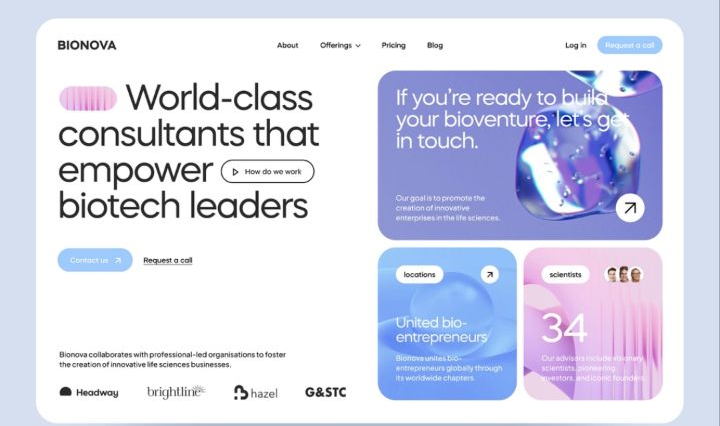 BIONOVA
About
Offerings
Pricing
Blog
Log in
Request a call
World-class
consultants that
empower
How do we work
biotech leaders
Contact us
Request a call
Bionova collaborates with professional-led organisations to foster
the creation of innovative life sciences businesses.
Headway
brightline
hazel
G&STC
If you're ready to build
your bioventure, let's get
in touch.
Our goal is to promote the
creation of innovative
enterprises in the life sciences.
locations
United bio-
entrepreneurs
Bionova unites bio-
entrepreneurs globally through
its worldwide chapters.
scientists
34
Our advisors include visionary
scientists, pioneering
investors, and iconic founders.